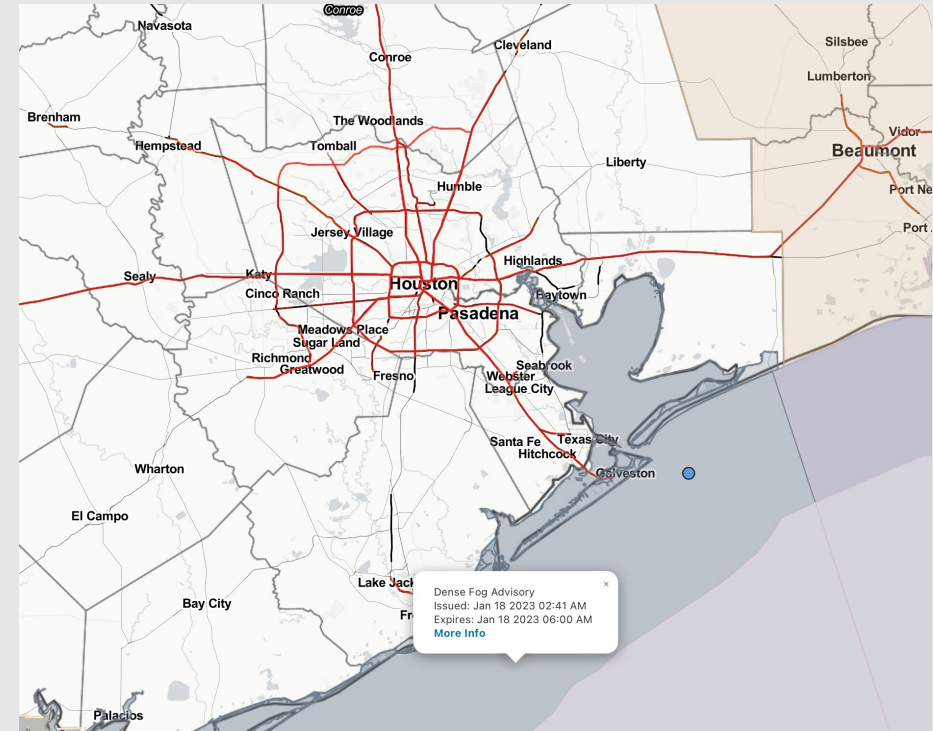 Conroe
Navasota
Cleveland
Silsbee
Conroe
Lumberton
Brenham
The Woodlands
Vidor
Hempstead
Tomball
Beaumont
Liberty
Humble
Port Ne
Port
Jersey Village
Highlands
Sealy
Katy
Houston
Cinco Ranch
Baytown
Pasadena
Meadows Place
Sugar Land
Richmond
Greatwood
Fresno
Seabrook
Webster
League City
Santa Fe
Texas City
Hitchcock
Galveston
Wharton
El Campo
Lake Jack
Bay City
Fr
Palacios
×
Dense Fog Advisory
Issued: Jan 18 2023 02:41 AM
Expires: Jan 18 2023 06:00 AM
More Info